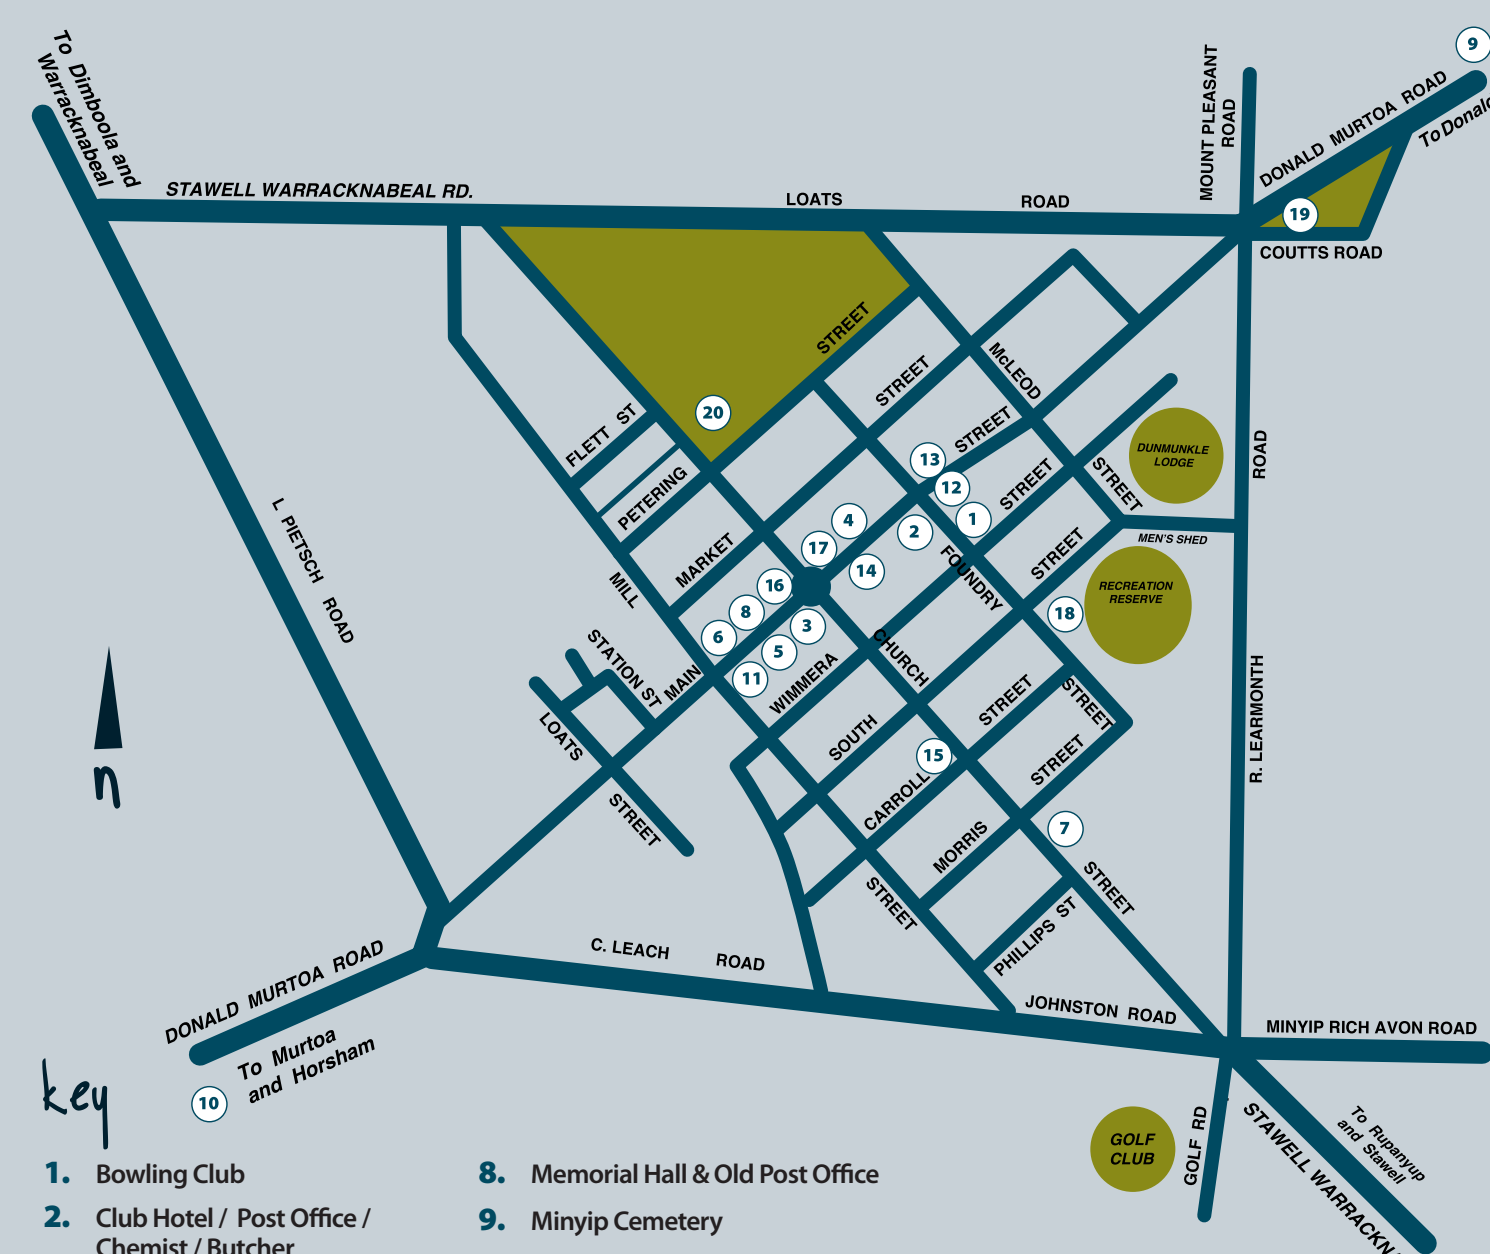 To Dimboola and
Warracknabeal
STAWELL WARRACKNABEAL RD.
LOATS
ROAD
MOUNT PLEASANT
ROAD
DONALD MURTOA ROAD
9
To Donald
19
COUTTS ROAD
STREET
STREET
McLEOD
STREET
FLETT ST
20
PETERING
MARKET
MILL
13
12
1
2
4
17
14
16
8
6
3
5
11
STREET
STREET
DUNMUNKLE
LODGE
MEN'S SHED
STREET
RECREATION
RESERVE
18
ROAD
R. LEARMONTH
FOUNDRY
CHURCH
WIMMERA
MAIN
STATION ST
LOATS
STREET
L PIETSCH ROAD
SOUTH
STREET
STREET
STREET
15
CARROLL
MORRIS
7
STREET
STREET
PHILLIPS ST
n
C. LEACH ROAD
JOHNSTON ROAD
MINYIP RICH AVON ROAD
DONALD MURTOA ROAD
To Murtoa
and Horsham
10
GOLF
CLUB
GOLF RD
To Rupanyup
and Stawell
STAWELL WARRACKNA
key
1. Bowling Club
2. Club Hotel / Post Office /
Chemist / Butcher
8. Memorial Hall & Old Post Office
9. Minyip Cemetery